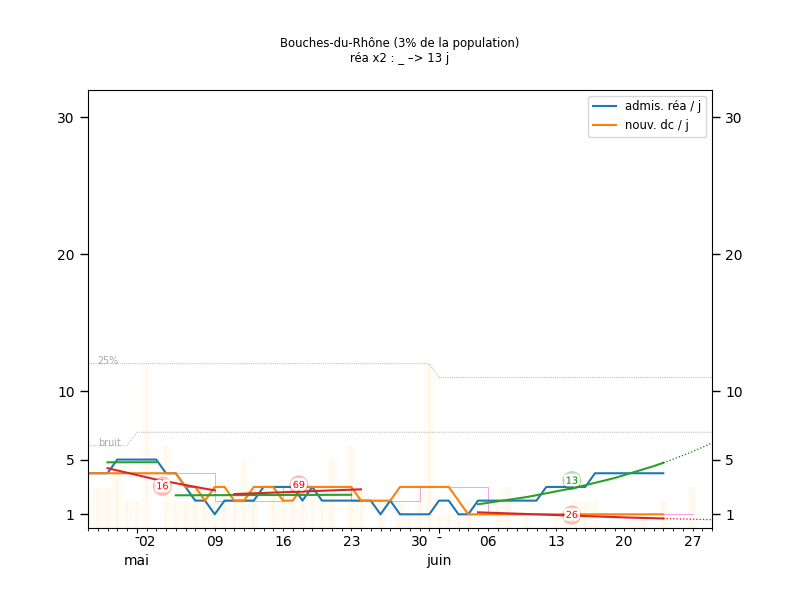 Bouches-du-Rhône (3% de la population)
réa x2 : _ –> 13 j
admis. réa / j
nouv. dc / j
30 30
20 20
25%
10 10
bruit
5 5
16 69 13
26
1 1
02 09 16 23 30 06 13 20 27
mai juin